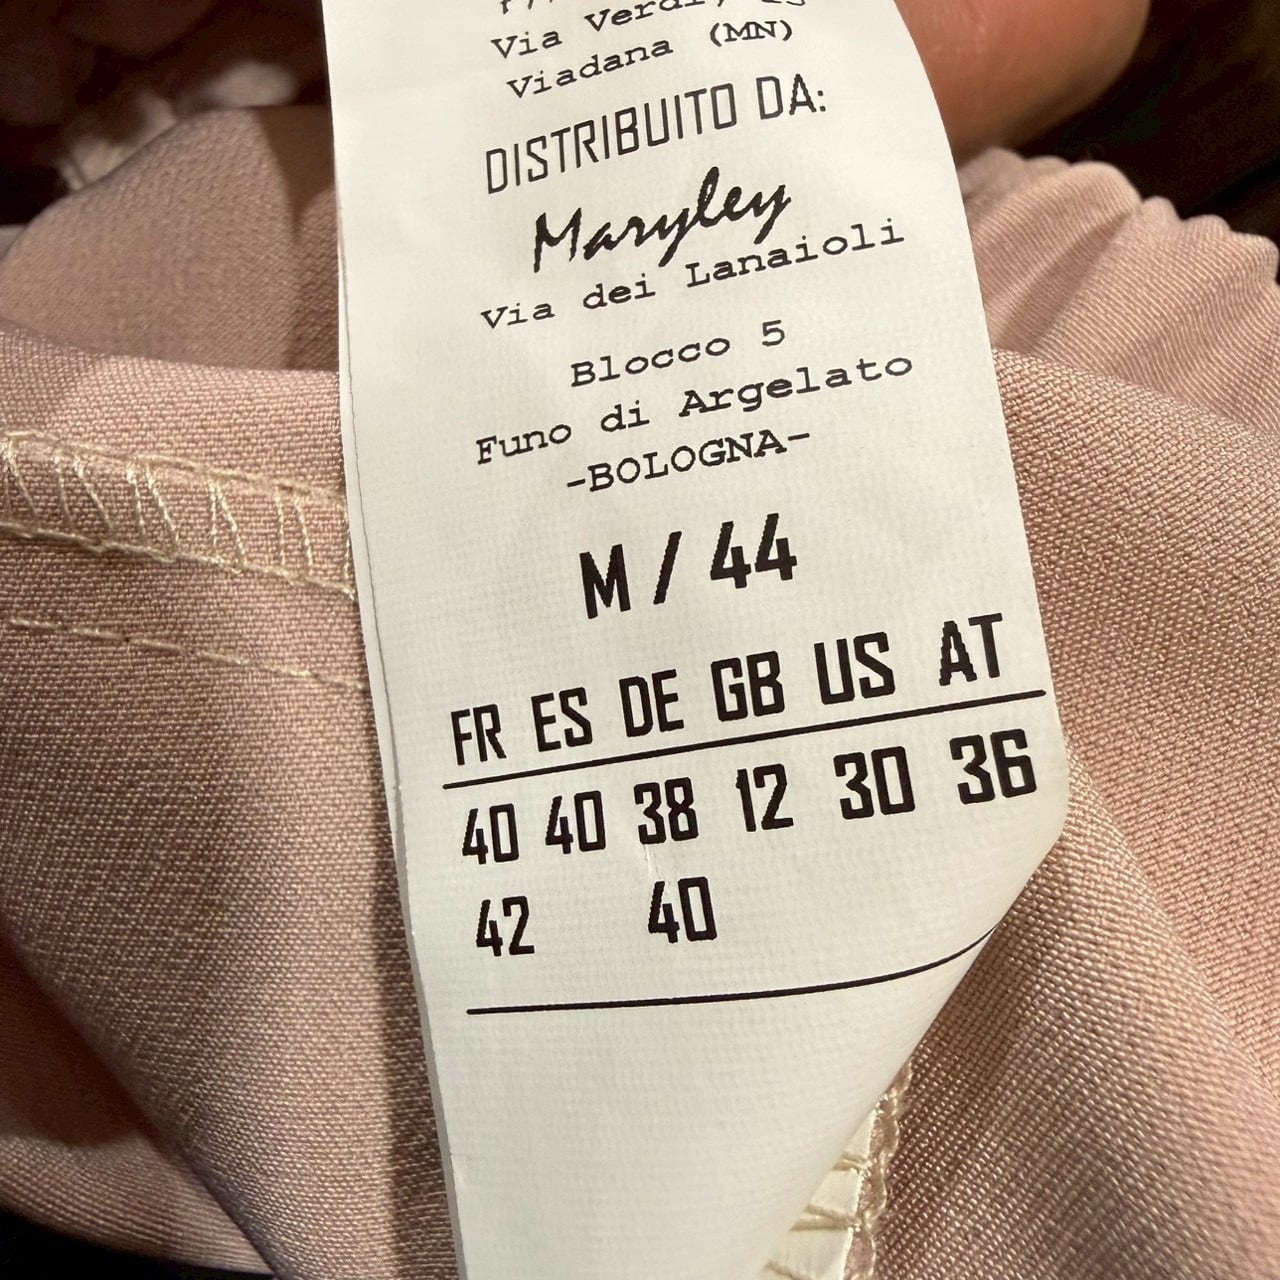 Via Verdi,
Viadana (MN)
DISTRIBUITO DA:
Maryley
Via dei Lanaioli
Blocco 5
Funo di Argelato
-BOLOGNA-
M / 44
FR ES DE GB US AT
40 40 38 12 30 36
42 40